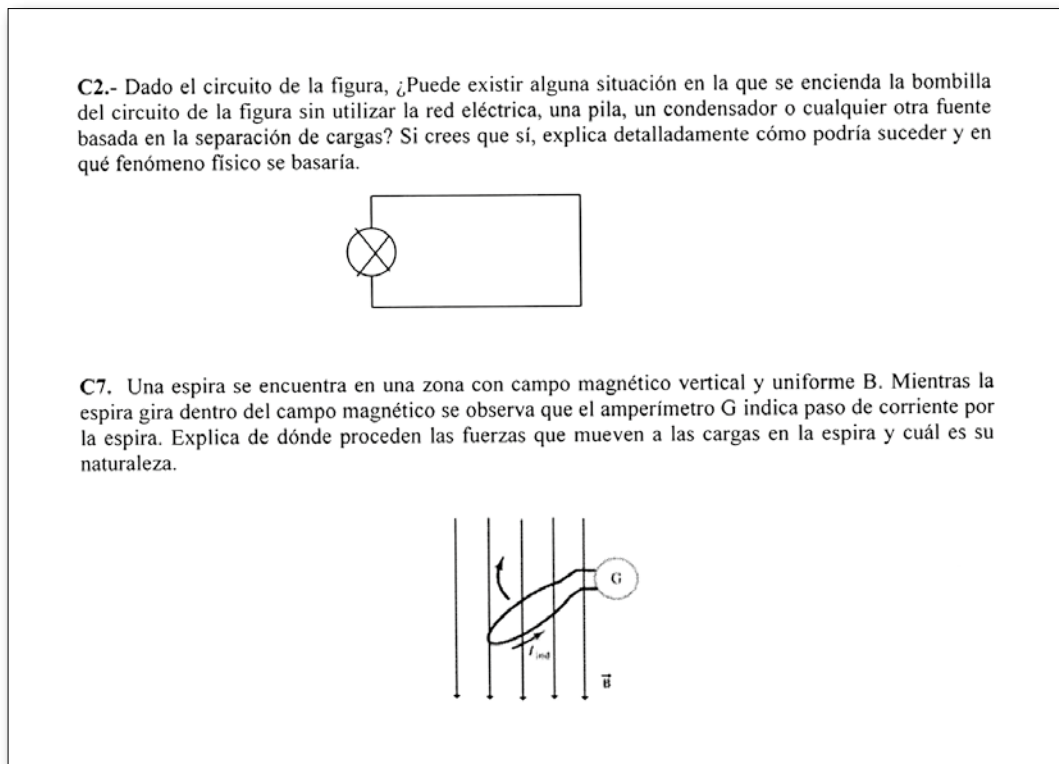 C2.- Dado el circuito de la figura, ¿Puede existir alguna situación en la que se encienda la bombilla
del circuito de la figura sin utilizar la red eléctrica, una pila, un condensador o cualquier otra fuente
basada en la separación de cargas? Si crees que sí, explica detalladamente cómo podría suceder y en
qué fenómeno físico se basaría.
C7. Una espira se encuentra en una zona con campo magnético vertical y uniforme B. Mientras la
espira gira dentro del campo magnético se observa que el amperímetro G indica paso de corriente por
la espira. Explica de dónde proceden las fuerzas que mueven a las cargas en la espira y cuál es su
naturaleza.
G
I ind
B